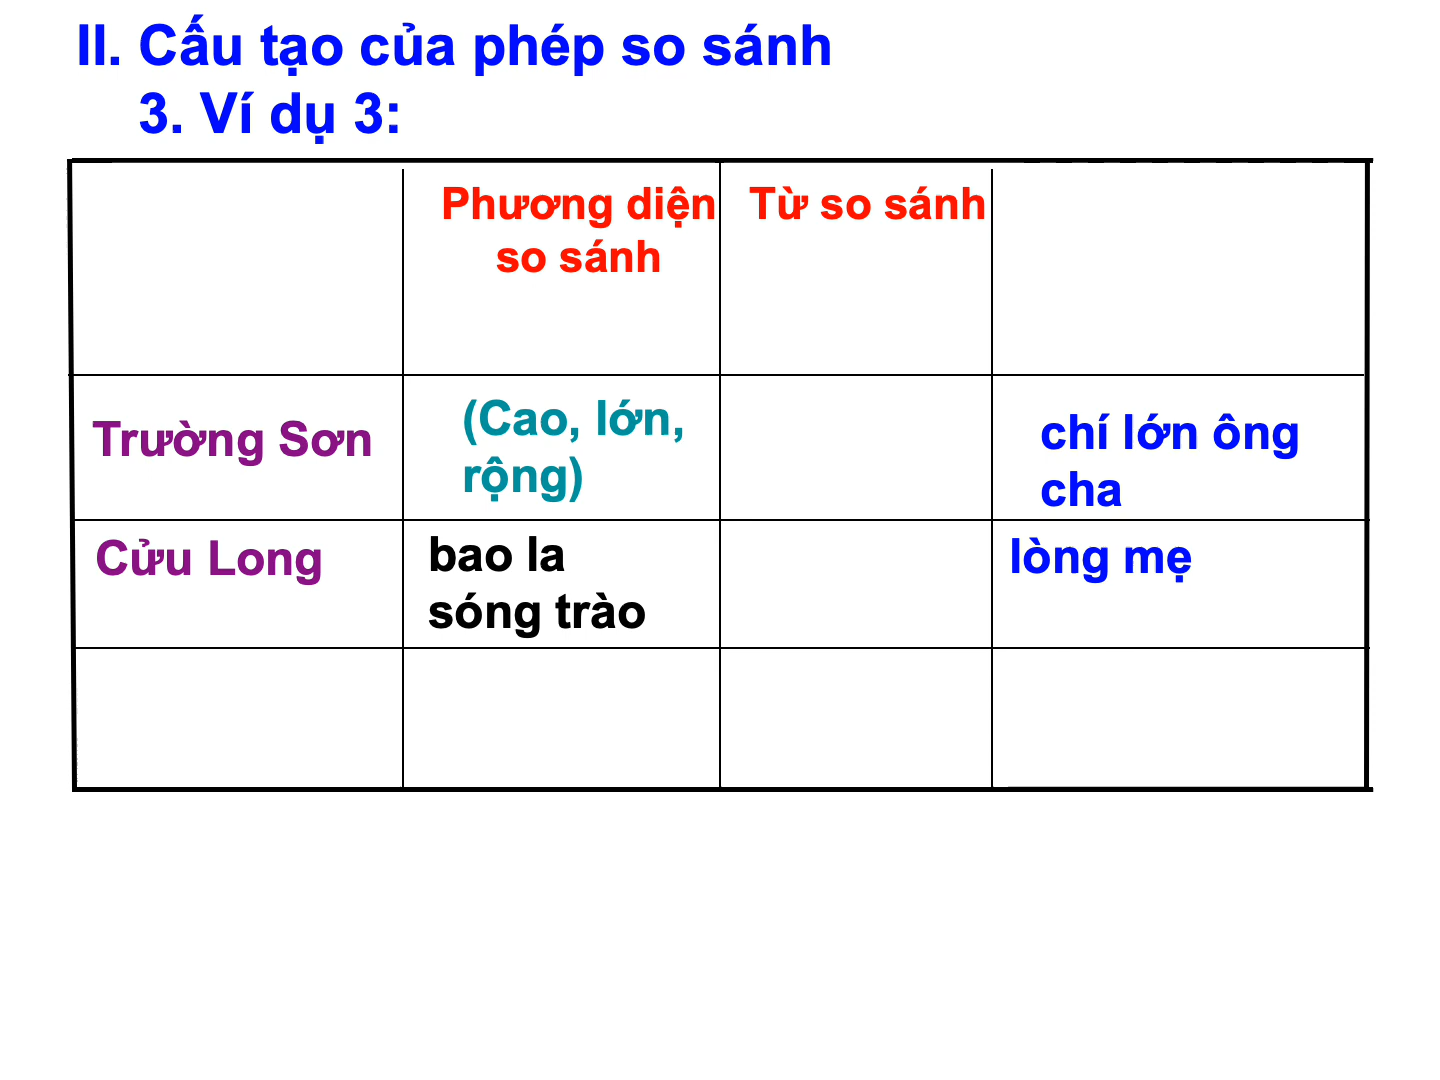 II. Cấu tạo của phép so sánh
3. Ví dụ 3:
Phương diện
so sánh
Từ so sánh
Trường Sơn
(Cao, lớn,
rộng)
chí lớn ông
cha
Cửu Long
bao la
sóng trào
lòng mẹ